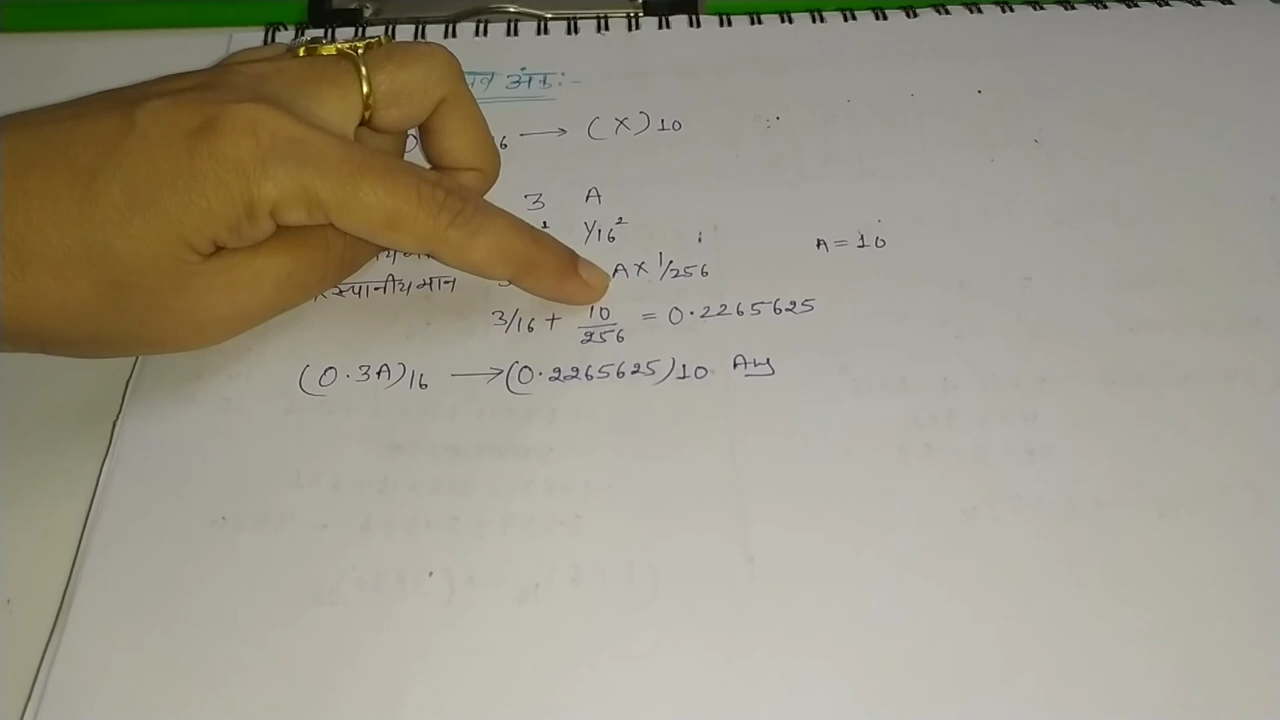 अंक:-
6 → (X)10
3 A
1/16²
A = 10
A × 1/256
स्थानीय मान
3/16 + 10/256 = 0.2265625
(0.3A)16 → (0.2265625)10 Ans